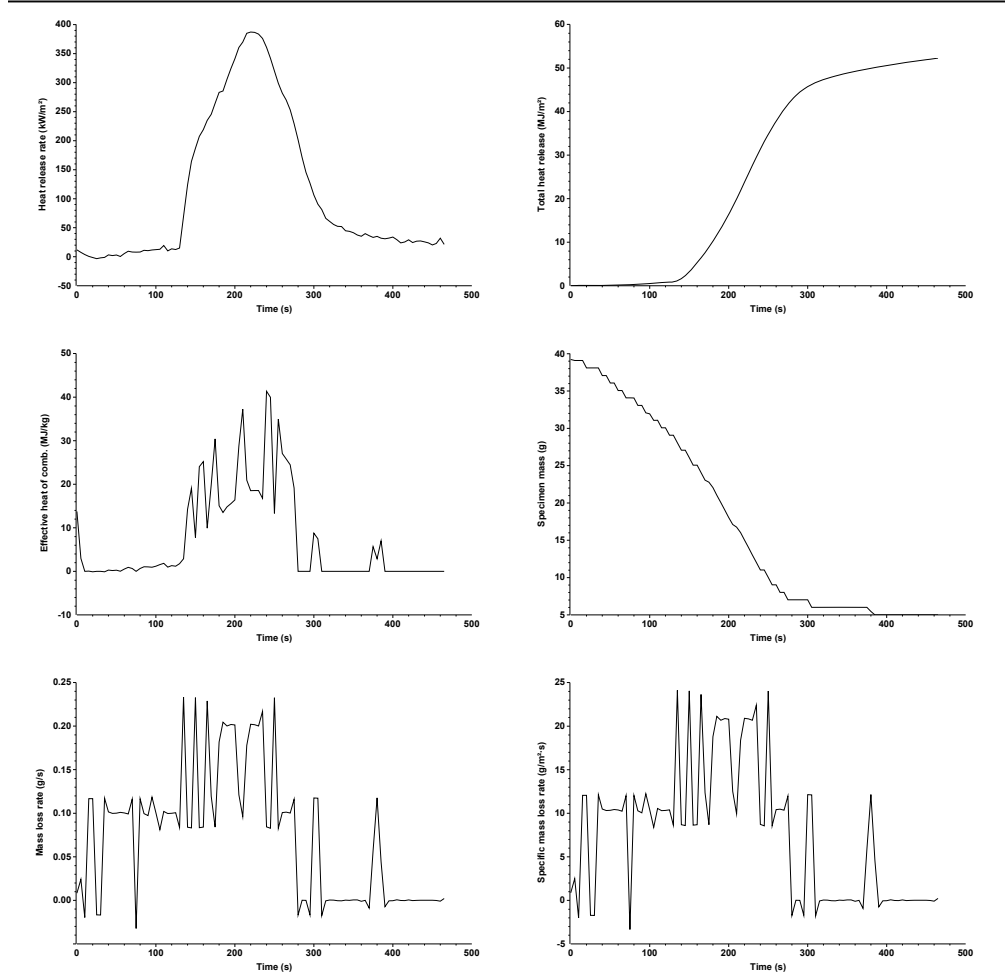 400
350
300
250
200
150
100
50
0
-50
Heat release rate (kW/m²)
0 100 200 300 400 500
Time (s)
60
50
40
30
20
10
0
Total heat release (MJ/m²)
0 100 200 300 400 500
Time (s)
50
40
30
20
10
0
-10
Effective heat of comb. (MJ/kg)
0 100 200 300 400 500
Time (s)
40
35
30
25
20
15
10
5
Specimen mass (g)
0 100 200 300 400 500
Time (s)
0.25
0.20
0.15
0.10
0.05
0.00
Mass loss rate (g/s)
0 100 200 300 400 500
Time (s)
25
20
15
10
5
0
-5
Specific mass loss rate (g/m²·s)
0 100 200 300 400 500
Time (s)